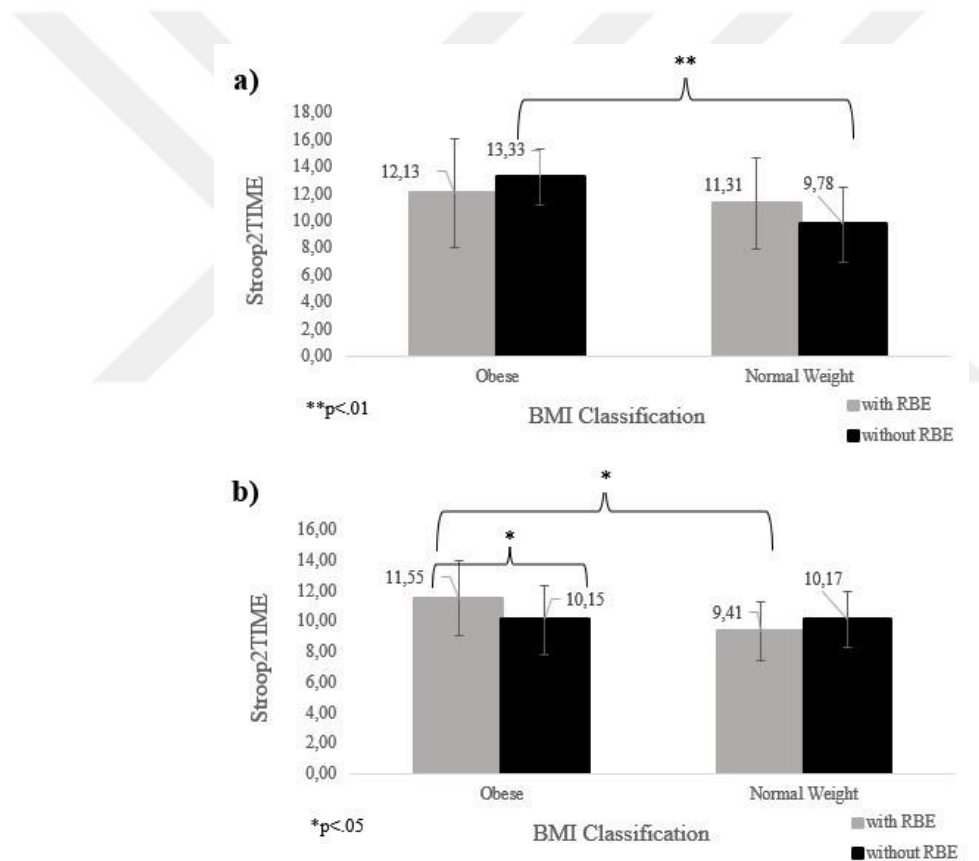 a)
**
Stroop2TIME
18,00
16,00
14,00
12,00
10,00
8,00
6,00
4,00
2,00
0,00
12,13
13,33
11,31
9,78
Obese
Normal Weight
**p<.01
BMI Classification
with RBE
without RBE
b)
*
*
Stroop2TIME
16,00
14,00
12,00
10,00
8,00
6,00
4,00
2,00
0,00
11,55
10,15
9,41
10,17
Obese
Normal Weight
*p<.05
BMI Classification
with RBE
without RBE